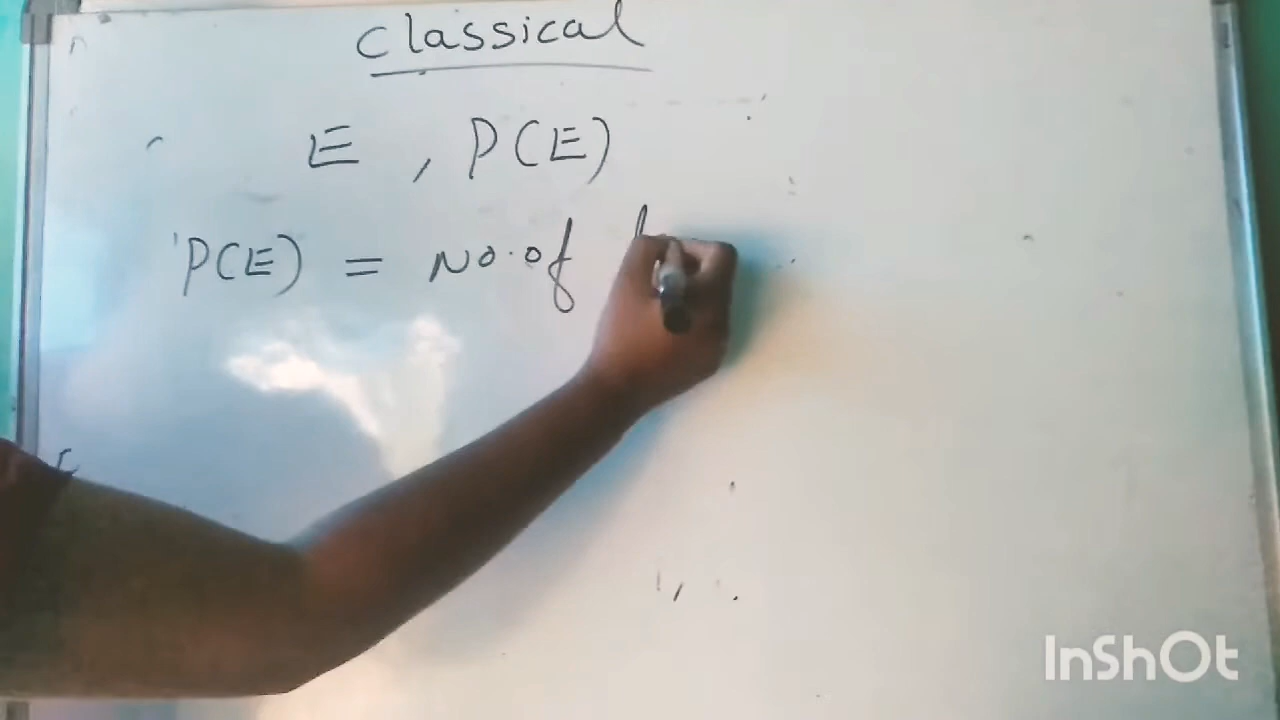 classical
E , P(E)
P(E) = No. of
InShOt